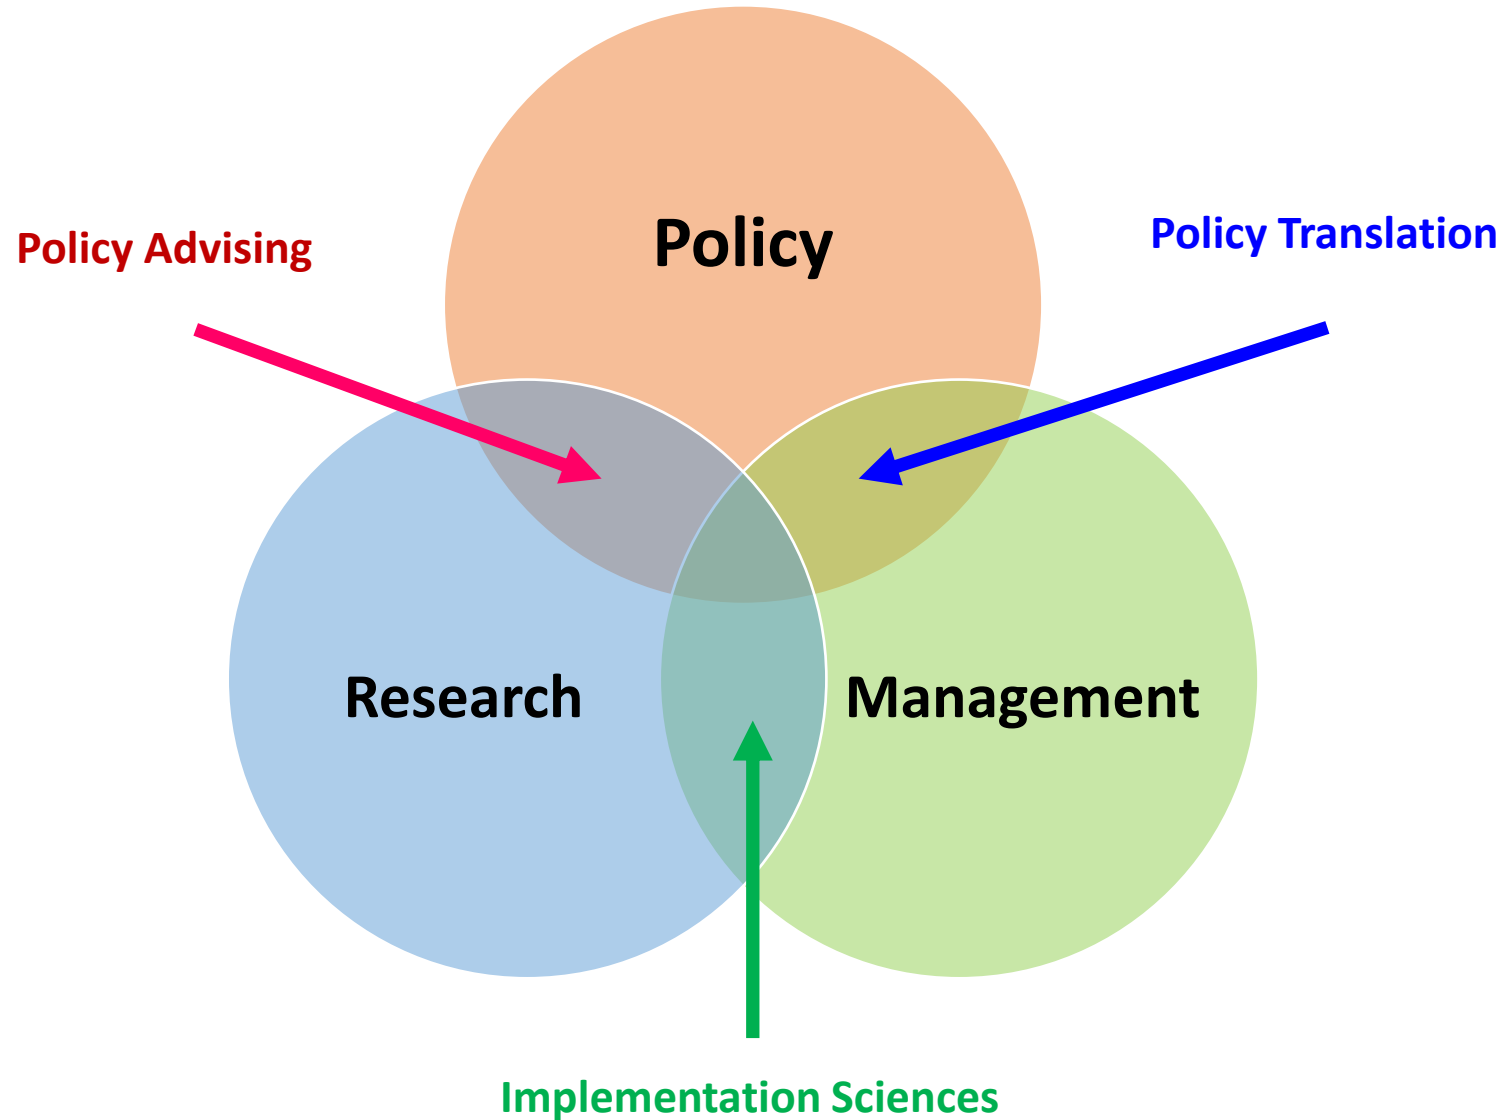 Policy
Policy Advising
Policy Translation
Research
Management
Implementation Sciences